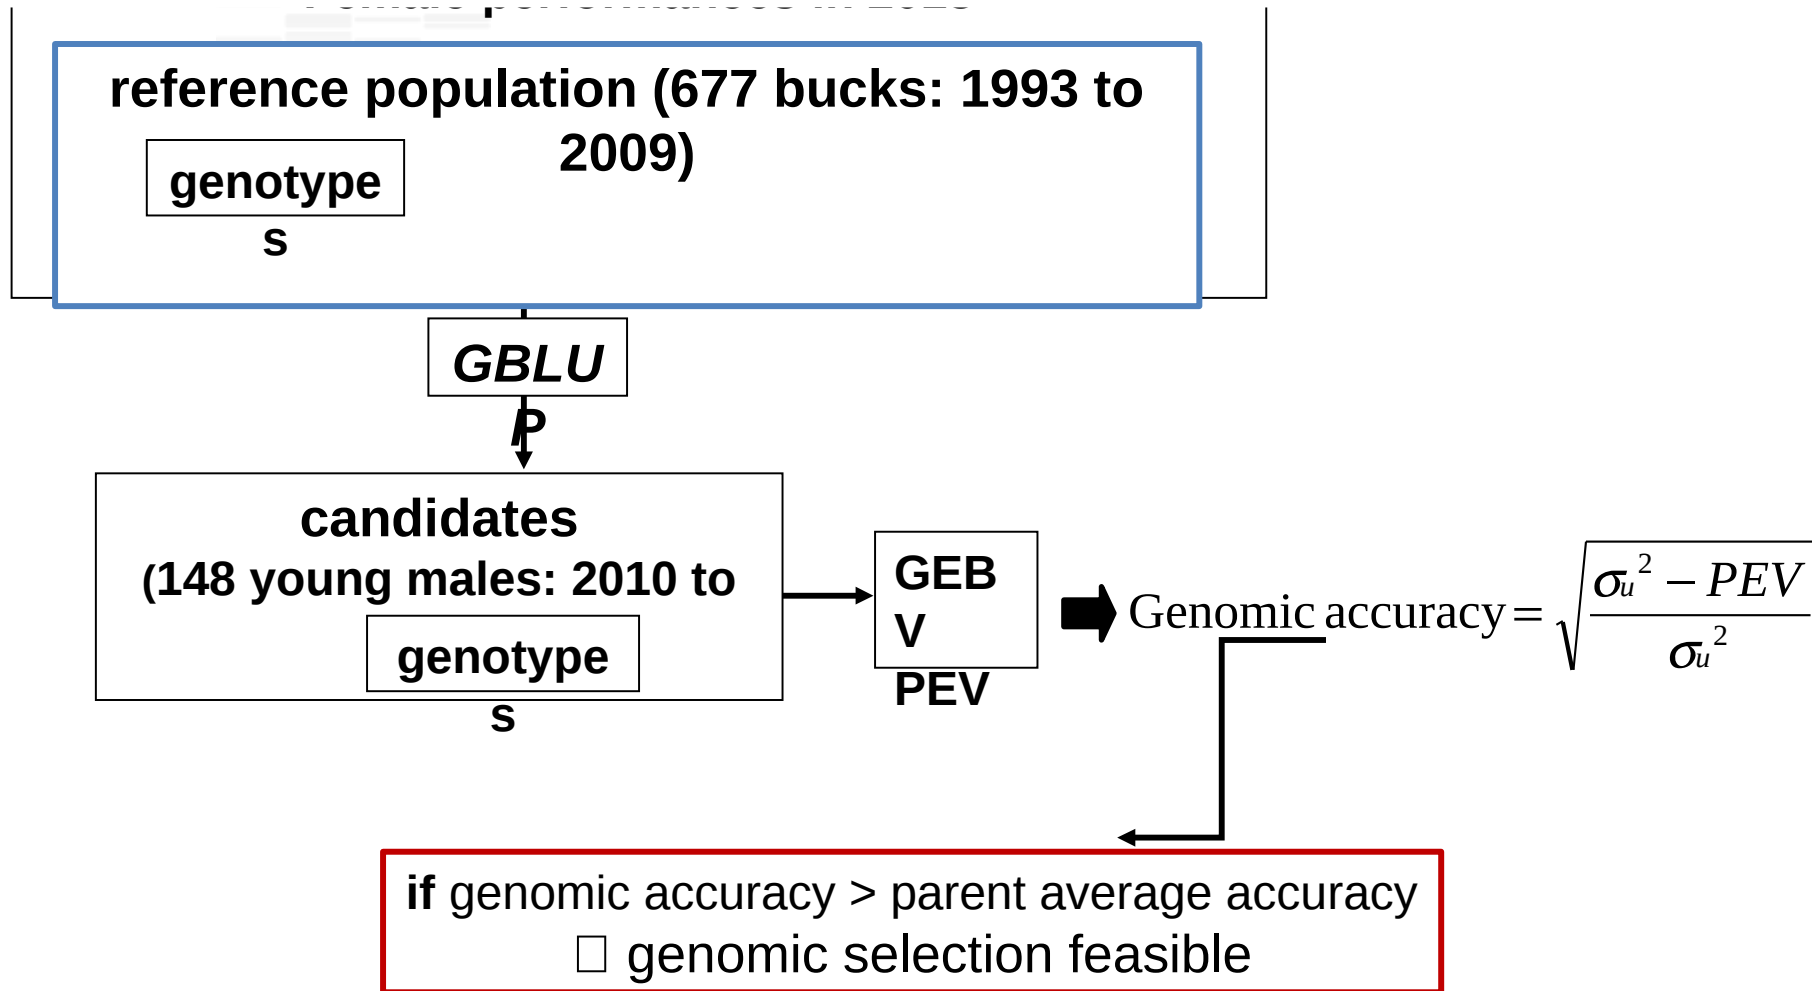 reference population (677 bucks: 1993 to
2009)
genotype
s
GBLU
P
candidates
(148 young males: 2010 to
genotype
s
GEB
V
PEV
Genomic accuracy = √((σu² − PEV) / σu²)
if genomic accuracy > parent average accuracy
genomic selection feasible